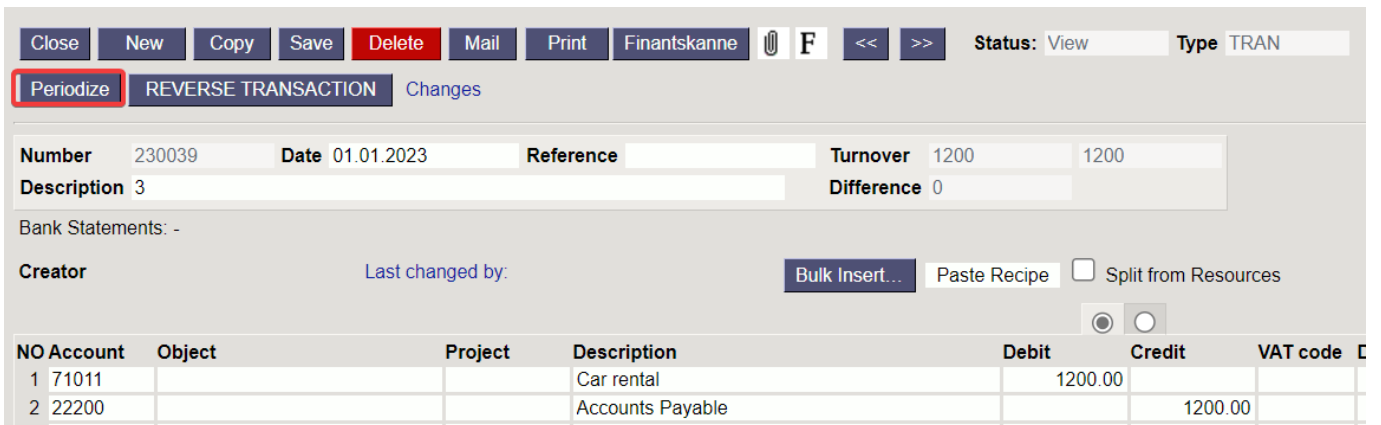 Close New Copy Save Delete Mail Print Finantskanne F << >> Status: View Type TRAN
Periodize REVERSE TRANSACTION Changes
Number 230039 Date 01.01.2023 Reference Turnover 1200 1200
Description 3 Difference 0
Bank Statements: -
Creator Last changed by: Bulk Insert... Paste Recipe Split from Resources
NO Account Object Project Description Debit Credit VAT code
1 71011 Car rental 1200.00
2 22200 Accounts Payable 1200.00